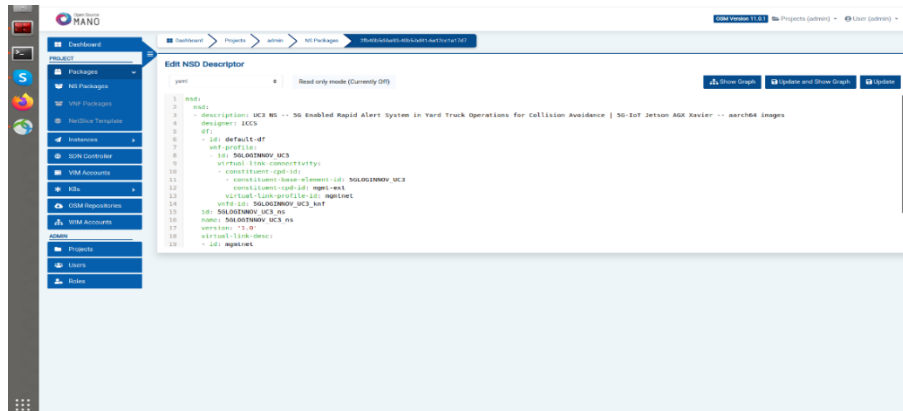 Open Source
MANO
OSM Version 11.0.1
Projects (admin)
User (admin)
Dashboard
PROJECT
Packages
NS Packages
VNF Packages
NetSlice Template
Instances
SDN Controller
VIM Accounts
K8s
OSM Repositories
WIM Accounts
ADMIN
Projects
Users
Roles
Dashboard
Projects
admin
NS Packages
Edit NSD Descriptor
yaml
Read only mode (Currently Off)
Show Graph
Update and Show Graph
Update
1 nsd:
2 nsd:
3 - description: UC3 NS -- 5G Enabled Rapid Alert System in Yard Truck Operations for Collision Avoidance | 5G-IoT Jetson AGX Xavier -- aarch64 images
4 designer: ICCS
5 df:
6 - id: default-df
7 vnf-profile:
8 - id: 5GLOGINNOV_UC3
9 virtual-link-connectivity:
10 - constituent-cpd-id:
11 - constituent-base-element-id: 5GLOGINNOV_UC3
12 constituent-cpd-id: mgmt-ext
13 virtual-link-profile-id: mgmtnet
14 vnfd-id: 5GLOGINNOV_UC3_knf
15 id: 5GLOGINNOV_UC3_ns
16 name: 5GLOGINNOV_UC3_ns
17 version: '1.0'
18 virtual-link-desc:
19 - id: mgmtnet